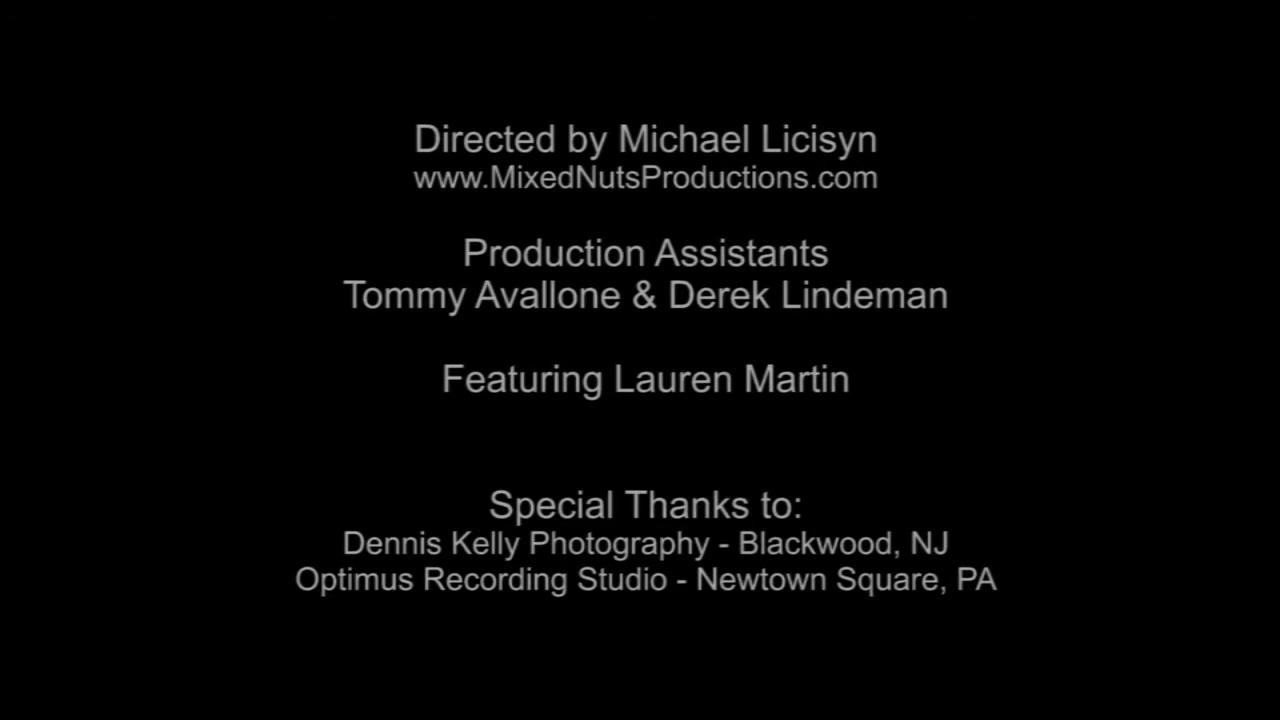 Directed by Michael Licisyn
www.MixedNutsProductions.com
Production Assistants
Tommy Avallone & Derek Lindeman
Featuring Lauren Martin
Special Thanks to:
Dennis Kelly Photography - Blackwood, NJ
Optimus Recording Studio - Newtown Square, PA